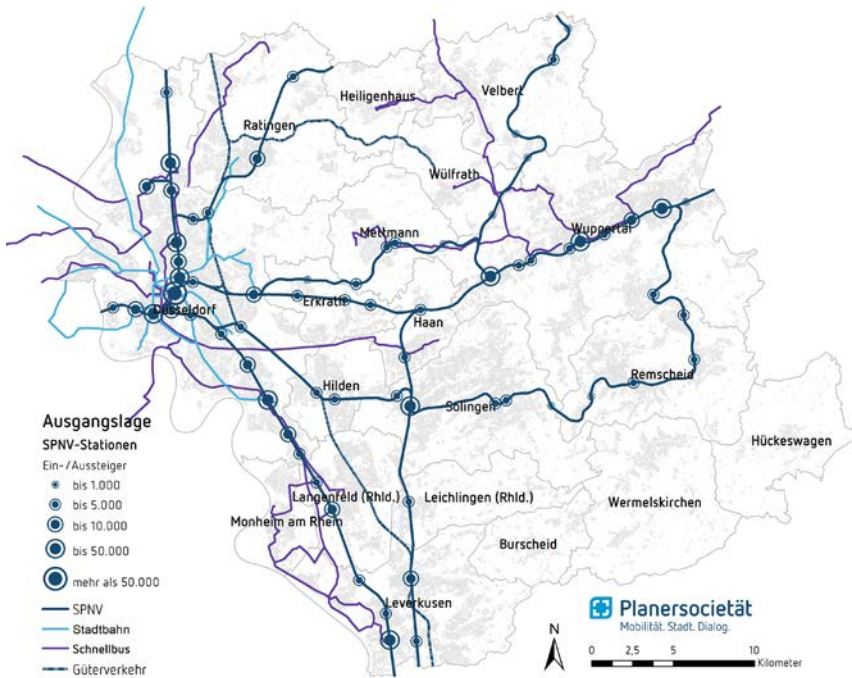 Velbert
Heiligenhaus
Ratingen
Wülfrath
Mettmann
Wuppertal
Erkrath
Düsseldorf
Haan
Remscheid
Hilden
Solingen
Hückeswagen
Langenfeld (Rhld.)
Leichlingen (Rhld.)
Wermelskirchen
Monheim am Rhein
Burscheid
Leverkusen
Ausgangslage
SPNV-Stationen
Ein-/Aussteiger
bis 1.000
bis 5.000
bis 10.000
bis 50.000
mehr als 50.000
SPNV
Stadtbahn
Schnellbus
Güterverkehr
Planersocietät
Mobilität. Stadt. Dialog.
N
0 2,5 5 10
Kilometer